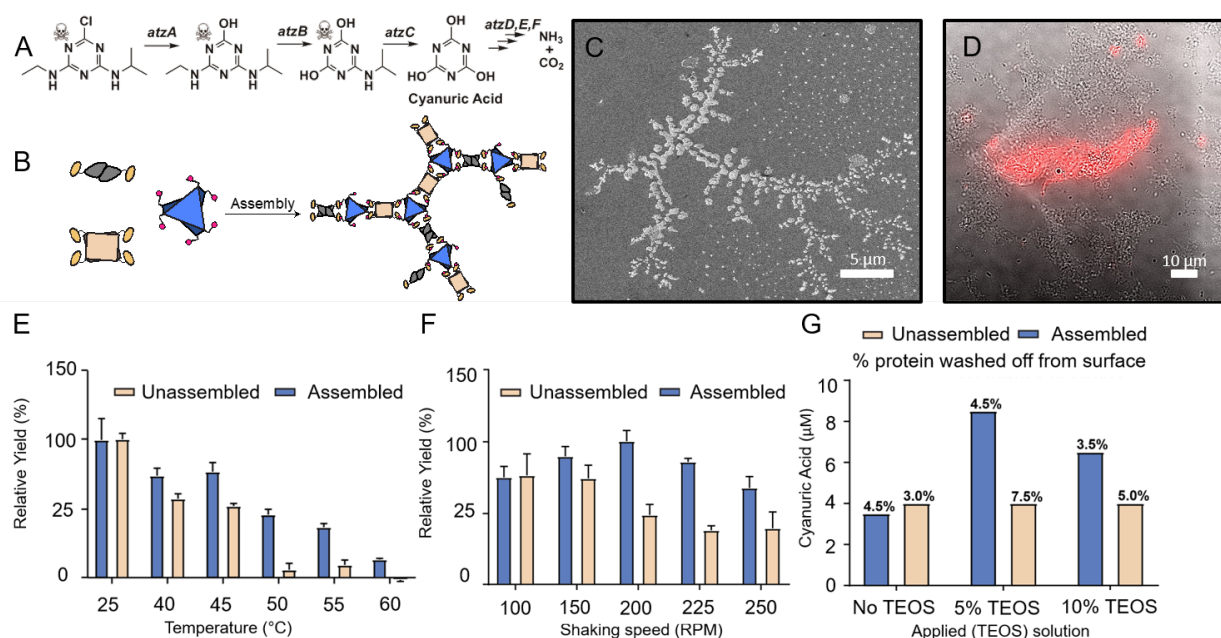 A
Cl
N N
N N N
H H
atzA
OH
N N
N N N
H H
atzB
OH
N N
HO N N
H
atzC
OH
N N
HO N OH
Cyanuric Acid
atzD,E,F
NH3
+
CO2
B
Assembly
C
5 µm
D
10 µm
E
150
100
25
0
Relative Yield (%)
Unassembled Assembled
25 40 45 50 55 60
Temperature (°C)
F
150
100
25
0
Relative Yield (%)
Unassembled Assembled
100 150 200 225 250
Shaking speed (RPM)
G
Unassembled Assembled
% protein washed off from surface
10
8
6
4
2
0
Cyanuric Acid (µM)
4.5% 3.0% 4.5% 7.5% 3.5% 5.0%
No TEOS 5% TEOS 10% TEOS
Applied (TEOS) solution